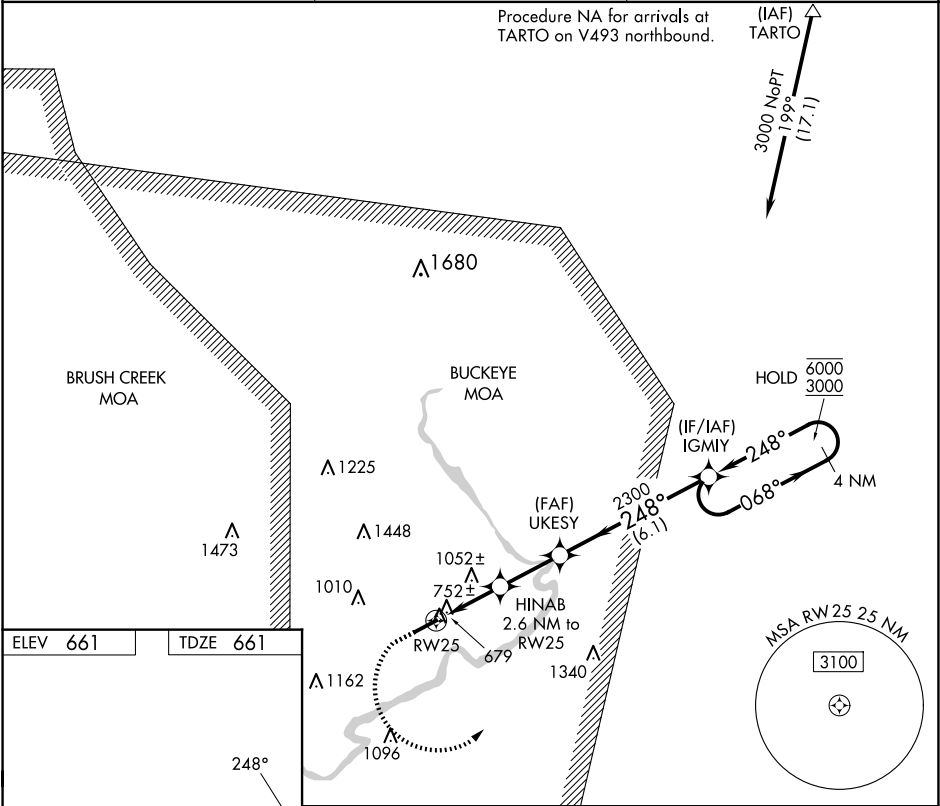 Procedure NA for arrivals at
TARTO on V493 northbound.
(IAF)
TARTO
3000 NoPT
199°
(17.1)
1680
BRUSH CREEK
MOA
BUCKEYE
MOA
HOLD 6000
3000
(IF/IAF)
IGMIY
248°
068°
4 NM
1225
2300
248°
(6.1)
(FAF)
UKESY
1473
1448
1052±
1010
752±
HINAB
2.6 NM to
RW25
RW25
679
1340
ELEV 661
TDZE 661
1162
1096
248°
MSA RW25 25 NM
3100